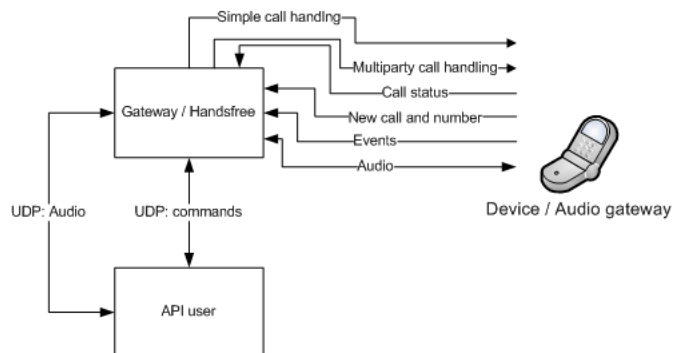 Simple call handlng
Multiparty call handling
Call status
Gateway / Handsfree
New call and number
Events
Audio
Device / Audio gateway
UDP: Audio
UDP: commands
API user